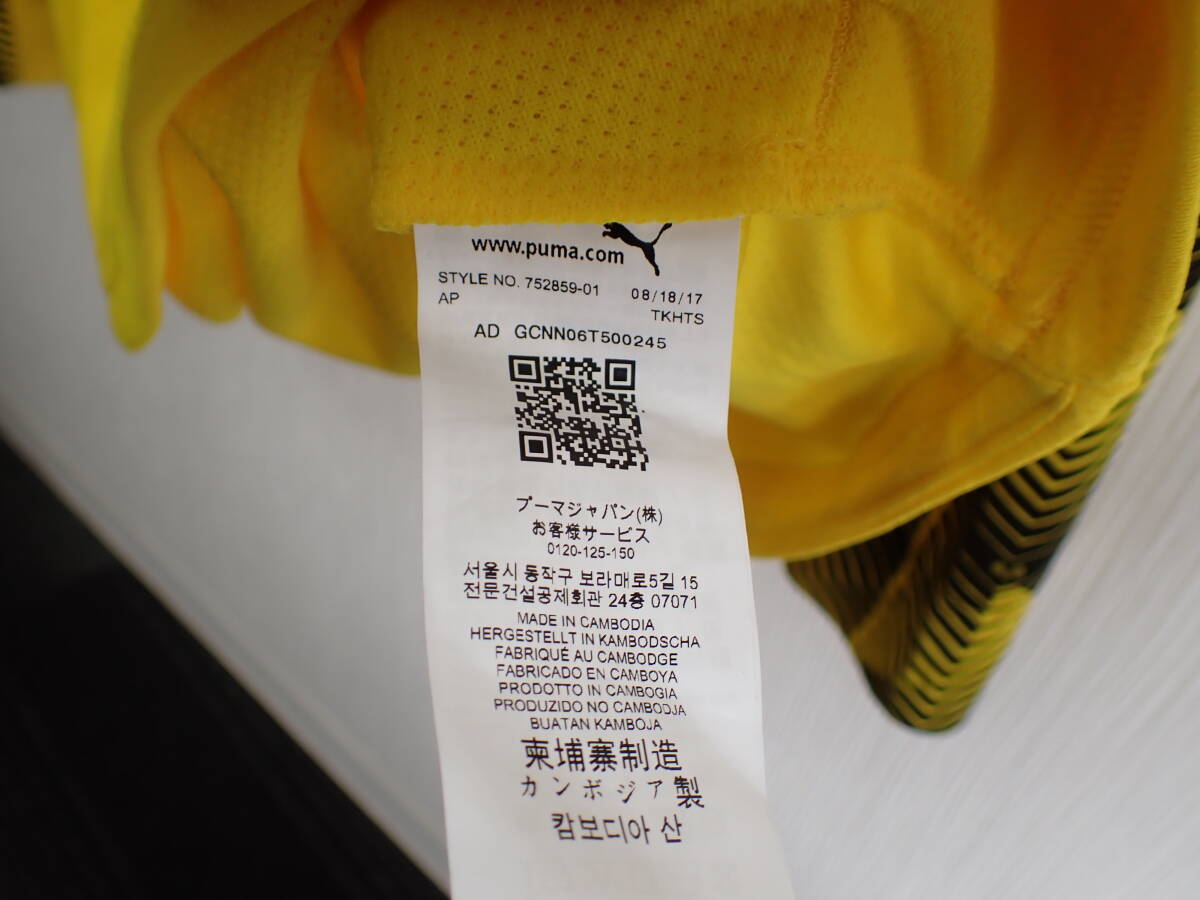 www.puma.com
STYLE NO. 752859-01 08/18/17
AP TKHTS
AD GCNN06T500245
プーマジャパン(株)
お客様サービス
0120-125-150
서울시 동작구 보라매로5길 15
전문건설공제회관 24층 07071
MADE IN CAMBODIA
HERGESTELLT IN KAMBODSCHA
FABRIQUÉ AU CAMBODGE
FABRICADO EN CAMBOYA
PRODOTTO IN CAMBOGIA
PRODUZIDO NO CAMBODJA
BUATAN KAMBOJA
柬埔寨制造
カンボジア製
캄보디아 산